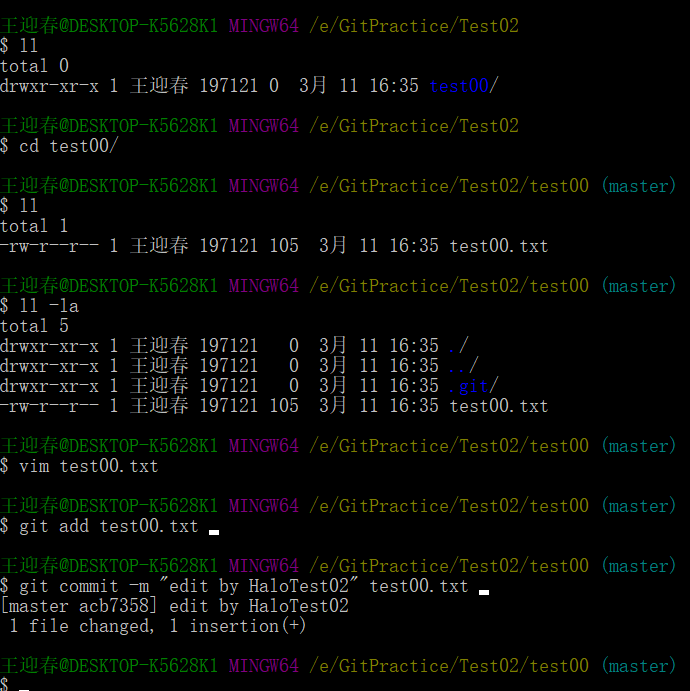 王迎春@DESKTOP-K5628K1 MINGW64 /e/GitPractice/Test02
$ ll
total 0
drwxr-xr-x 1 王迎春 197121 0  3月 11 16:35 test00/
王迎春@DESKTOP-K5628K1 MINGW64 /e/GitPractice/Test02
$ cd test00/
王迎春@DESKTOP-K5628K1 MINGW64 /e/GitPractice/Test02/test00 (master)
$ ll
total 1
-rw-r--r-- 1 王迎春 197121 105  3月 11 16:35 test00.txt
王迎春@DESKTOP-K5628K1 MINGW64 /e/GitPractice/Test02/test00 (master)
$ ll -la
total 5
drwxr-xr-x 1 王迎春 197121   0  3月 11 16:35 ./
drwxr-xr-x 1 王迎春 197121   0  3月 11 16:35 ../
drwxr-xr-x 1 王迎春 197121   0  3月 11 16:35 .git/
-rw-r--r-- 1 王迎春 197121 105  3月 11 16:35 test00.txt
王迎春@DESKTOP-K5628K1 MINGW64 /e/GitPractice/Test02/test00 (master)
$ vim test00.txt
王迎春@DESKTOP-K5628K1 MINGW64 /e/GitPractice/Test02/test00 (master)
$ git add test00.txt
王迎春@DESKTOP-K5628K1 MINGW64 /e/GitPractice/Test02/test00 (master)
$ git commit -m "edit by HaloTest02" test00.txt
[master acb7358] edit by HaloTest02
 1 file changed, 1 insertion(+)
王迎春@DESKTOP-K5628K1 MINGW64 /e/GitPractice/Test02/test00 (master)
$